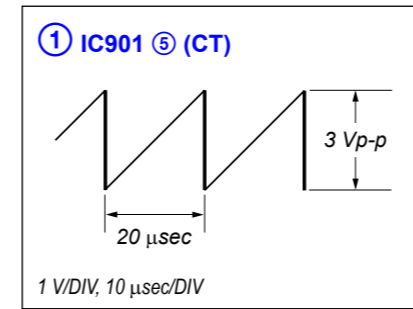 ① IC901 ⑤ (CT)
3 Vp-p
20 μsec
1 V/DIV, 10 μsec/DIV